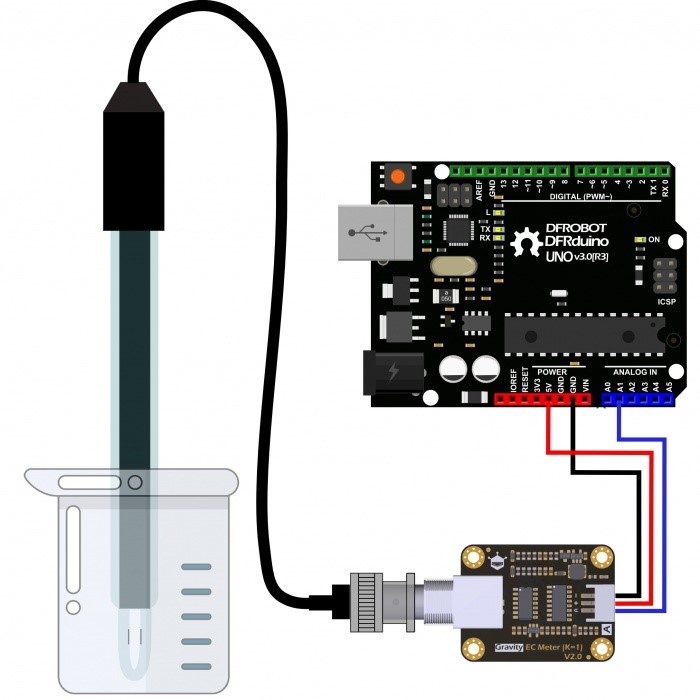 AREF
GND
13
12
~11
~10
~9
8
7
~6
~5
4
~3
2
TX 1
RX 0
DIGITAL (PWM~)
L
TX
RX
DFROBOT
DFRduino
UNO v3.0[R3]
ON
ICSP
POWER
ANALOG IN
IOREF
RESET
3V3
5V
GND
GND
VIN
A0
A1
A2
A3
A4
A5
A
Gravity EC Meter (K=1)
V2.0